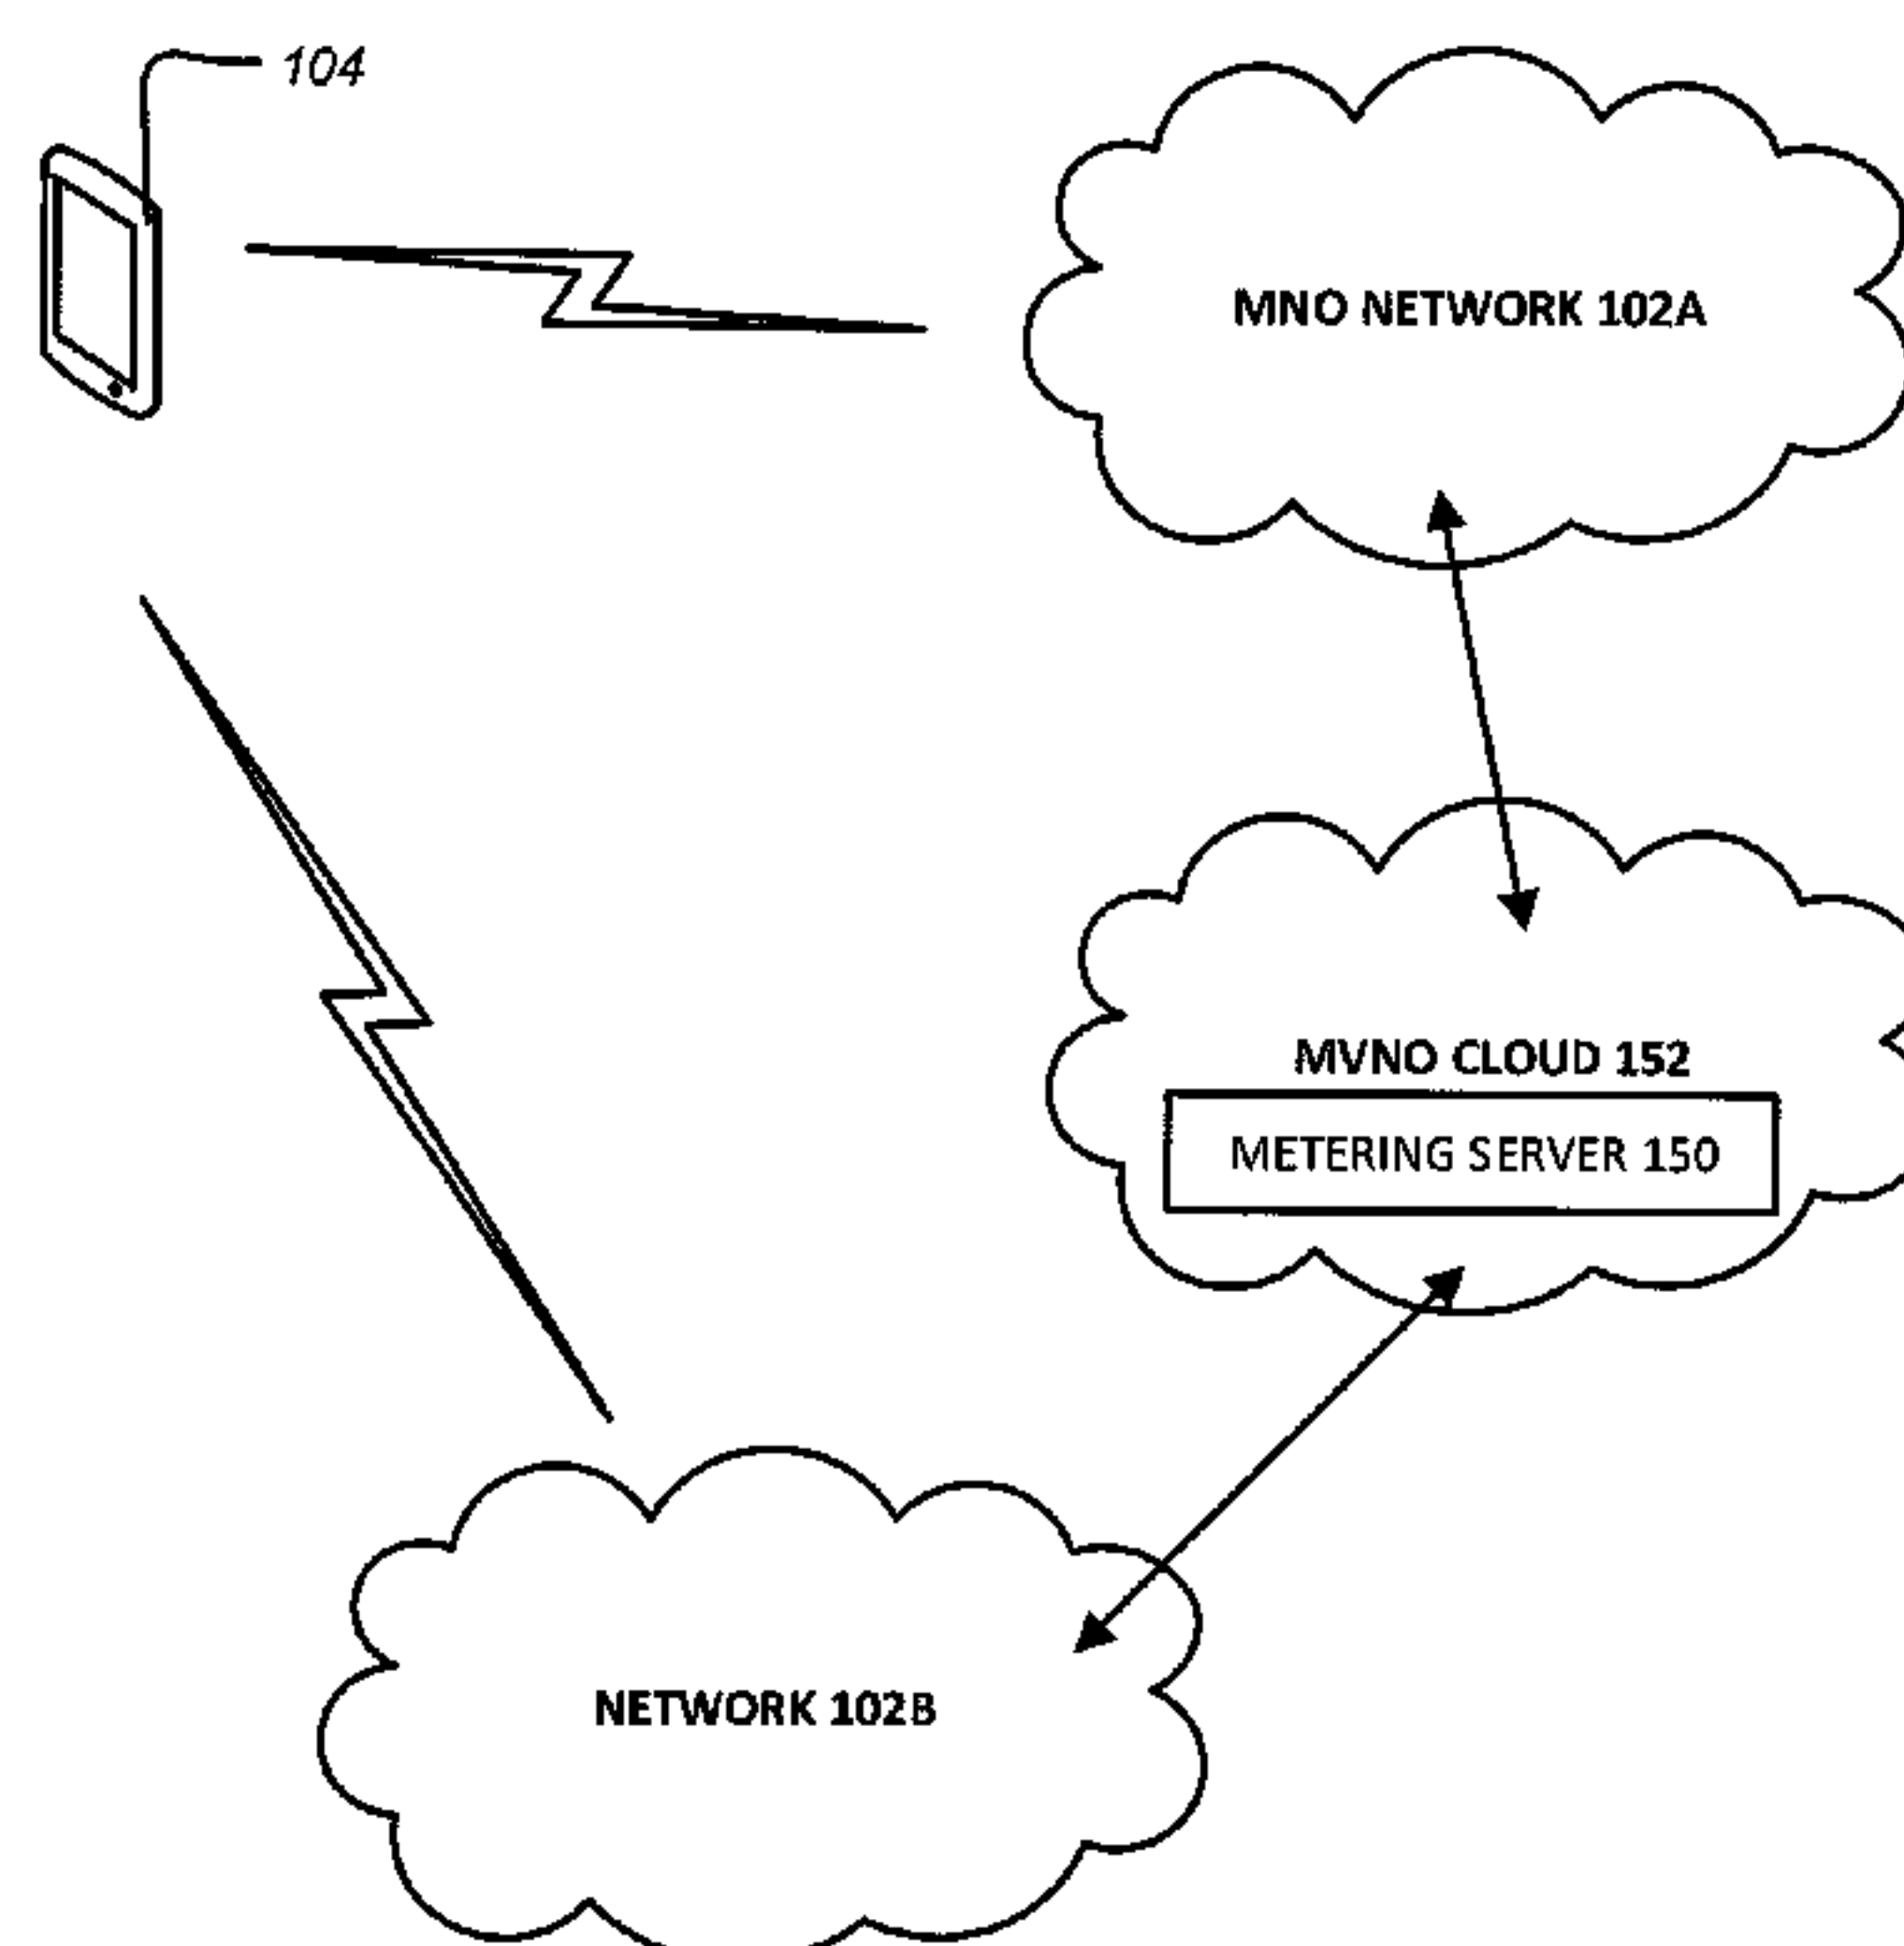 104
MNO NETWORK 102A
MVNO CLOUD 152
METERING SERVER 150
NETWORK 102B